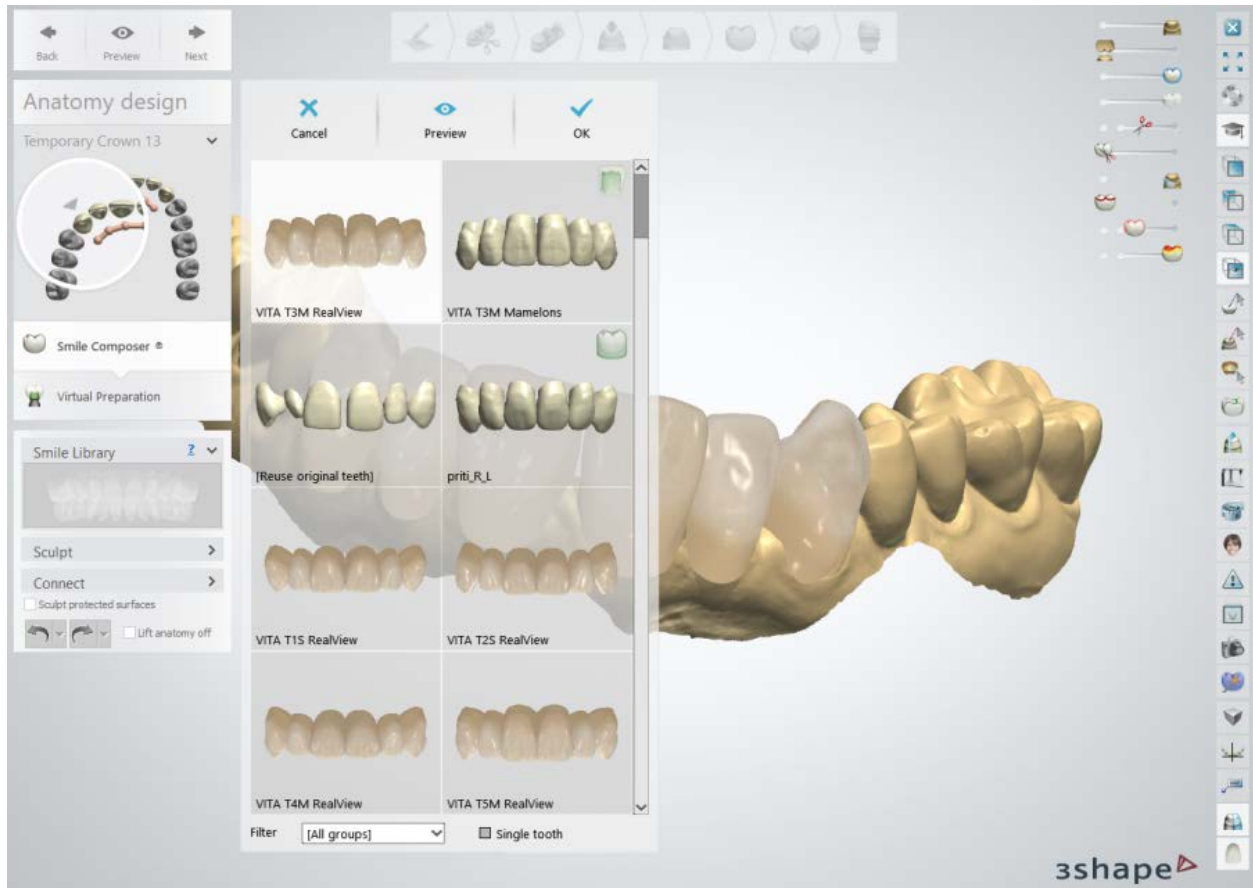 Back
Preview
Next
Anatomy design
Temporary Crown 13
Smile Composer
Virtual Preparation
Smile Library
?
Sculpt
Connect
Sculpt protected surfaces
Lift anatomy off
Cancel
Preview
OK
VITA T3M RealView
VITA T3M Mamelons
[Reuse original teeth]
priti_R_L
VITA T1S RealView
VITA T2S RealView
VITA T4M RealView
VITA T5M RealView
Filter
[All groups]
Single tooth
3shape